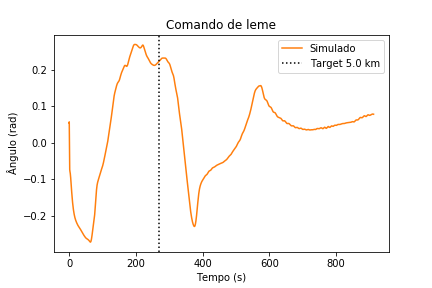 Comando de leme
Simulado
Target 5.0 km
Ângulo (rad)
0.2
0.1
0.0
−0.1
−0.2
0
200
400
600
800
Tempo (s)